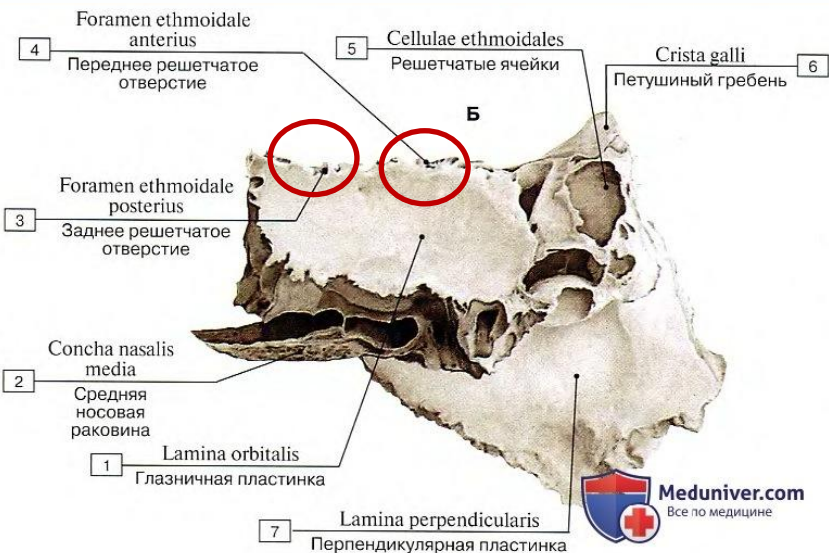 Foramen ethmoidale
anterius
4
Переднее решетчатое
отверстие
5
Cellulae ethmoidales
Решетчатые ячейки
Crista galli
6
Петушиный гребень
Б
Foramen ethmoidale
posterius
3
Заднее решетчатое
отверстие
Concha nasalis
media
2
Средняя
носовая
раковина
Lamina orbitalis
1
Глазничная пластинка
Lamina perpendicularis
7
Перпендикулярная пластинка
Meduniver.com
Все по медицине